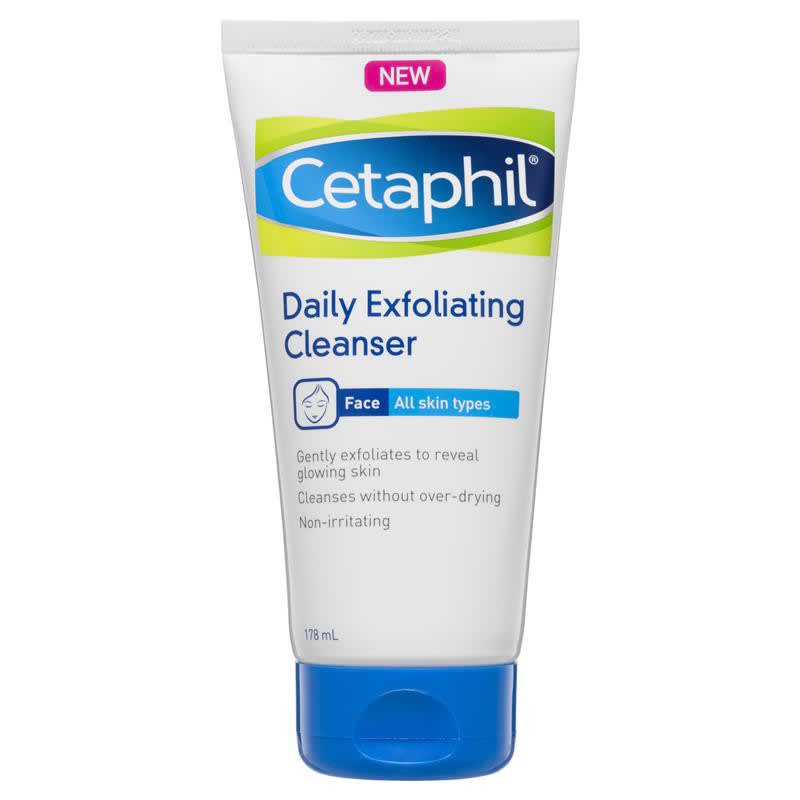 NEW
Cetaphil®
Daily Exfoliating
Cleanser
Face All skin types
Gently exfoliates to reveal
glowing skin
Cleanses without over-drying
Non-irritating
178 mL